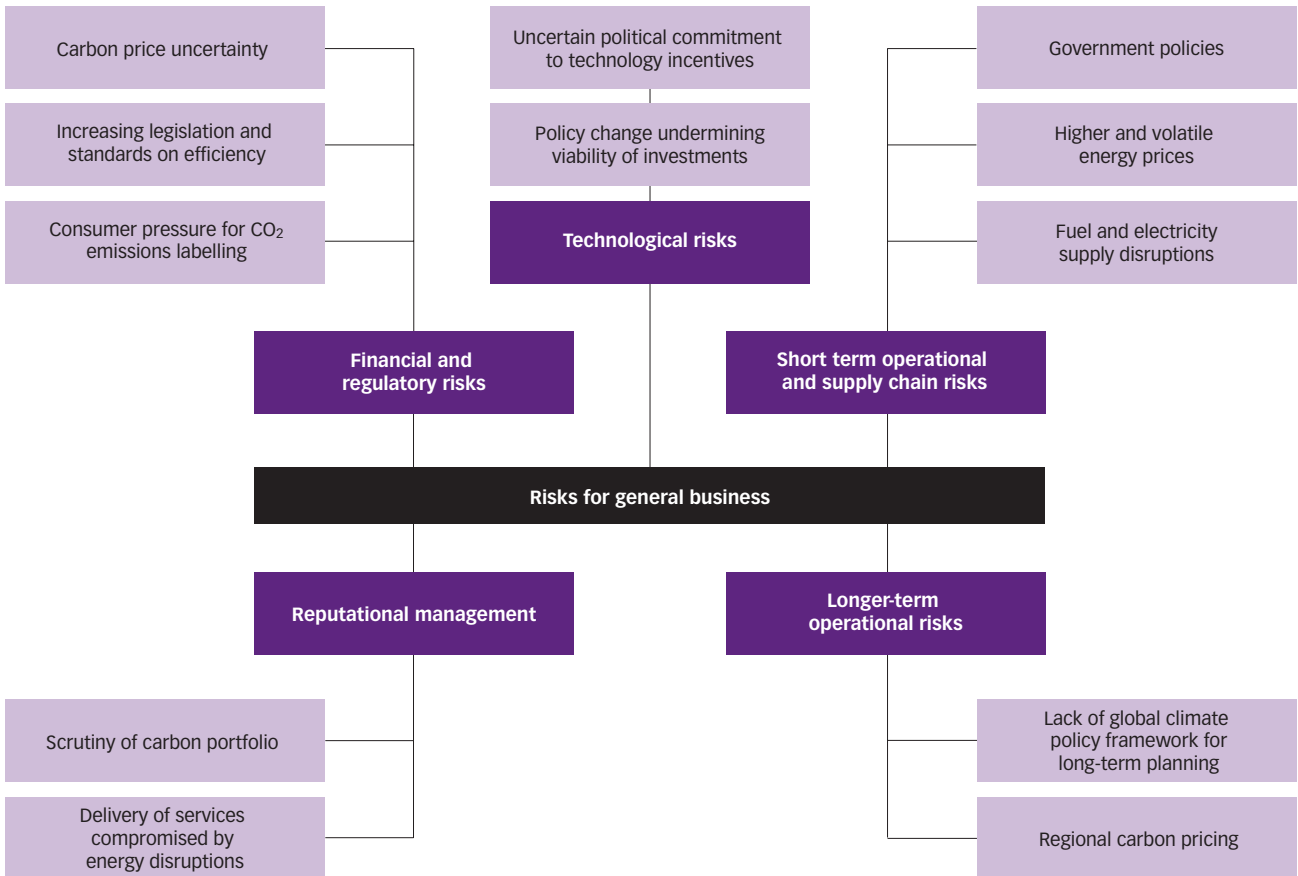 Carbon price uncertainty
Increasing legislation and
standards on efficiency
Consumer pressure for CO₂
emissions labelling
Uncertain political commitment
to technology incentives
Policy change undermining
viability of investments
Technological risks
Government policies
Higher and volatile
energy prices
Fuel and electricity
supply disruptions
Financial and
regulatory risks
Short term operational
and supply chain risks
Risks for general business
Reputational management
Longer-term
operational risks
Scrutiny of carbon portfolio
Delivery of services
compromised by
energy disruptions
Lack of global climate
policy framework for
long-term planning
Regional carbon pricing